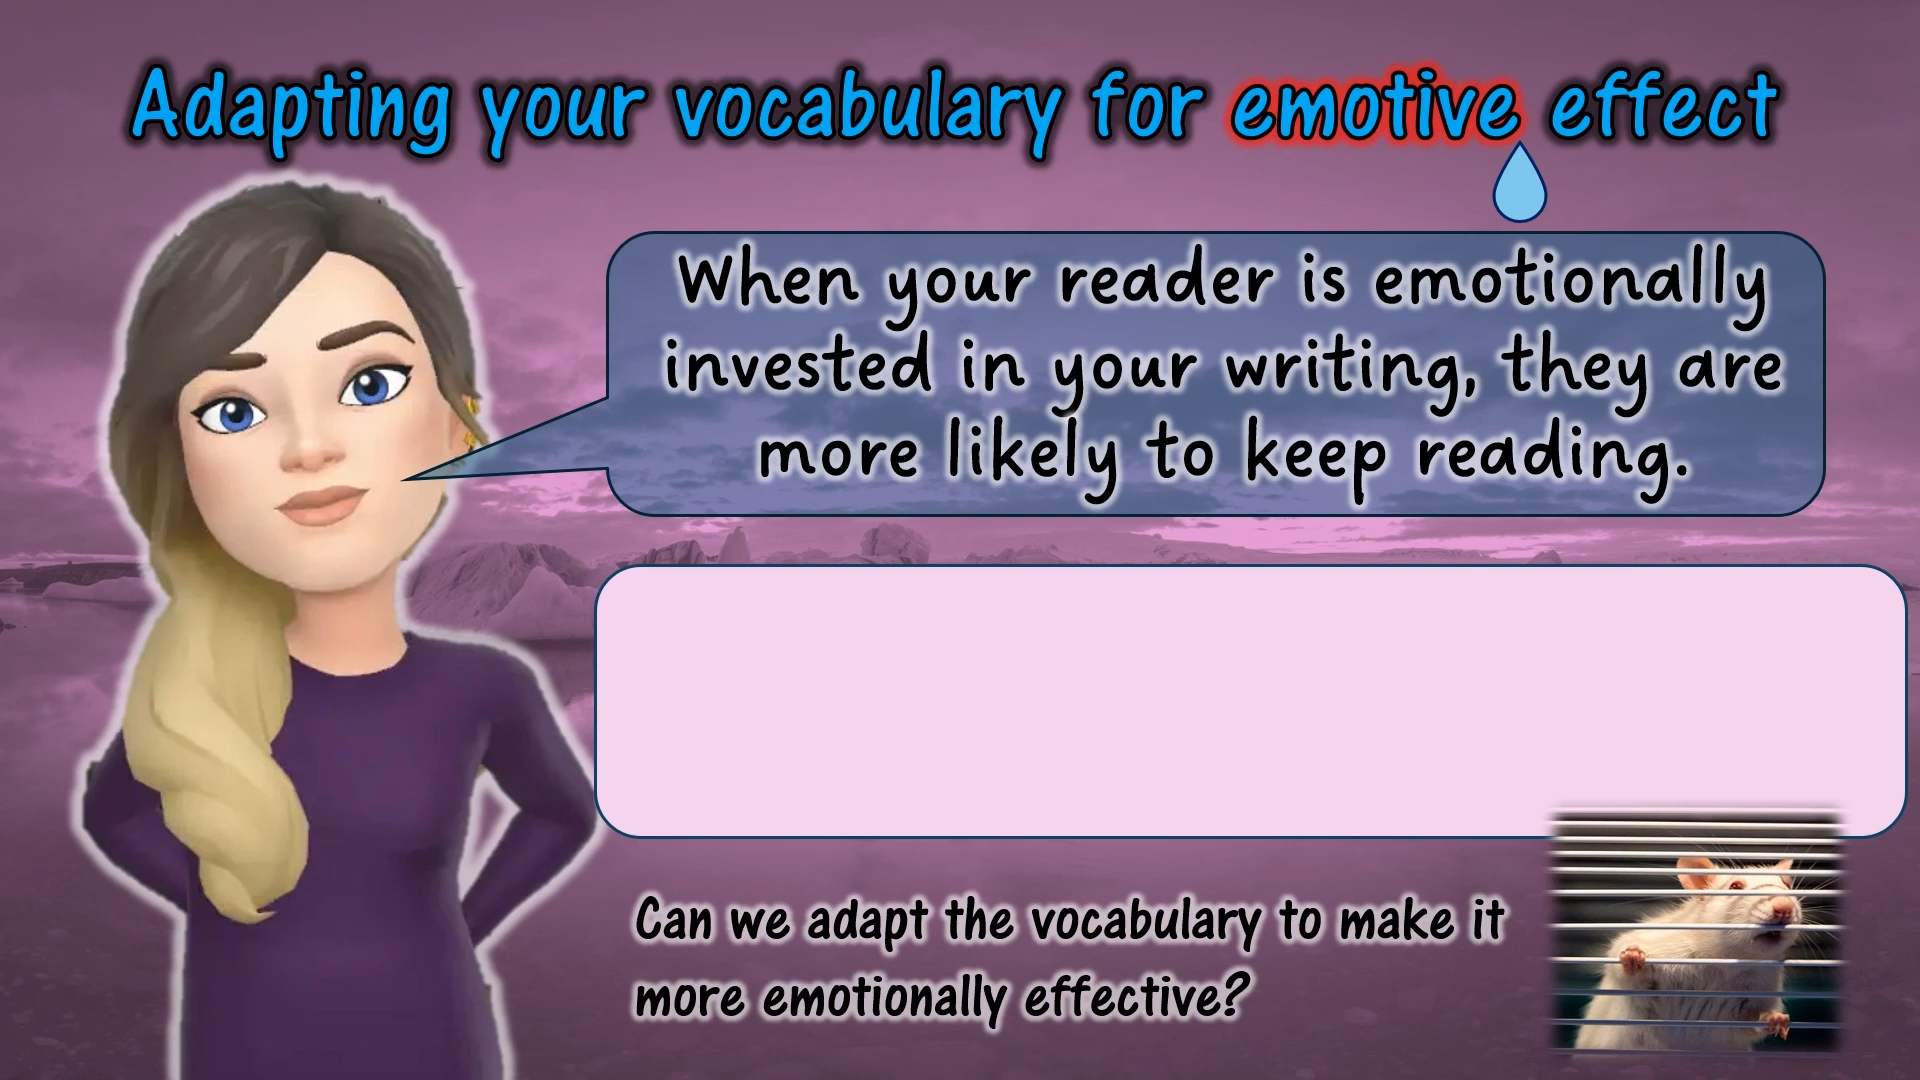 Adapting your vocabulary for emotive effect
When your reader is emotionally
invested in your writing, they are
more likely to keep reading.
Can we adapt the vocabulary to make it
more emotionally effective?